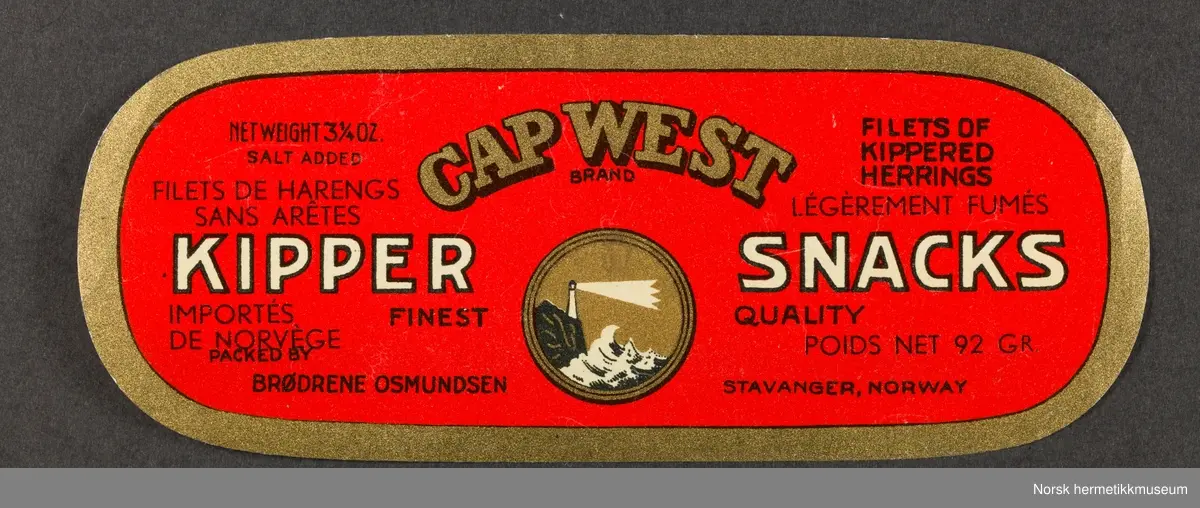 CAP WEST
BRAND
NET WEIGHT 3¼ OZ.
SALT ADDED
FILETS DE HARENGS
SANS ARÊTES
FILETS OF
KIPPERED
HERRINGS
LÉGÈREMENT FUMÉS
KIPPER SNACKS
IMPORTÉS
DE NORVÈGE
FINEST QUALITY
POIDS NET 92 GR
PACKED BY
BRØDRENE OSMUNDSEN STAVANGER, NORWAY
Norsk hermetikkmuseum